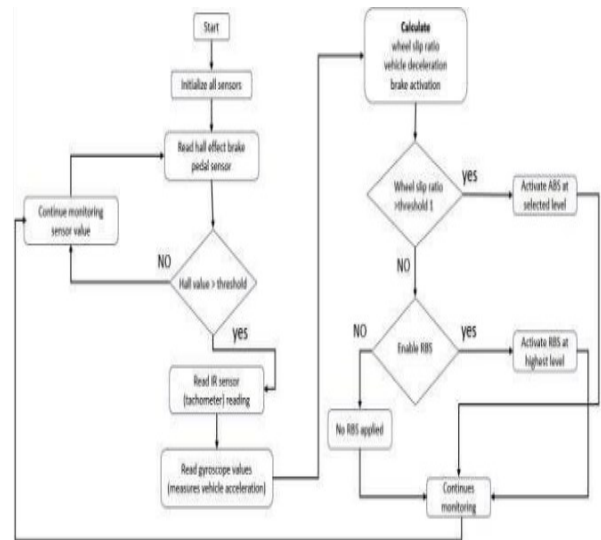 Start
Initialize all sensors
Read hall effect brake
pedal sensor
Continue monitoring
sensor value
NO
Hall value > threshold
yes
Read IR sensor
(tachometer) reading
Read gyroscope values
(measures vehicle acceleration)
Calculate
wheel slip ratio
vehicle deceleration
brake activation
Wheel slip ratio
>threshold 1
yes
Activate ABS at
selected level
NO
Enable RBS
NO
yes
Activate RBS at
highest level
No RBS applied
Continues
monitoring